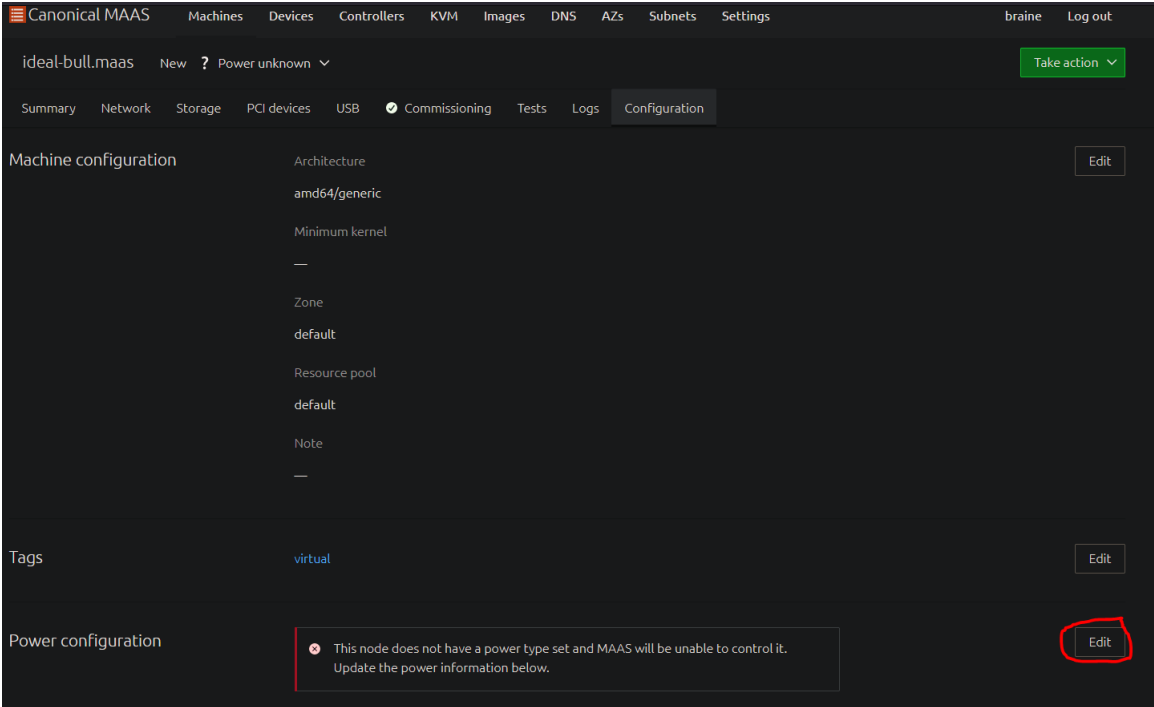 Canonical MAAS Machines Devices Controllers KVM Images DNS AZs Subnets Settings braine Log out
ideal-bull.maas New ? Power unknown Take action
Summary Network Storage PCI devices USB Commissioning Tests Logs Configuration
Machine configuration Architecture Edit
amd64/generic
Minimum kernel
—
Zone
default
Resource pool
default
Note
—
Tags virtual Edit
Power configuration Edit
This node does not have a power type set and MAAS will be unable to control it.
Update the power information below.